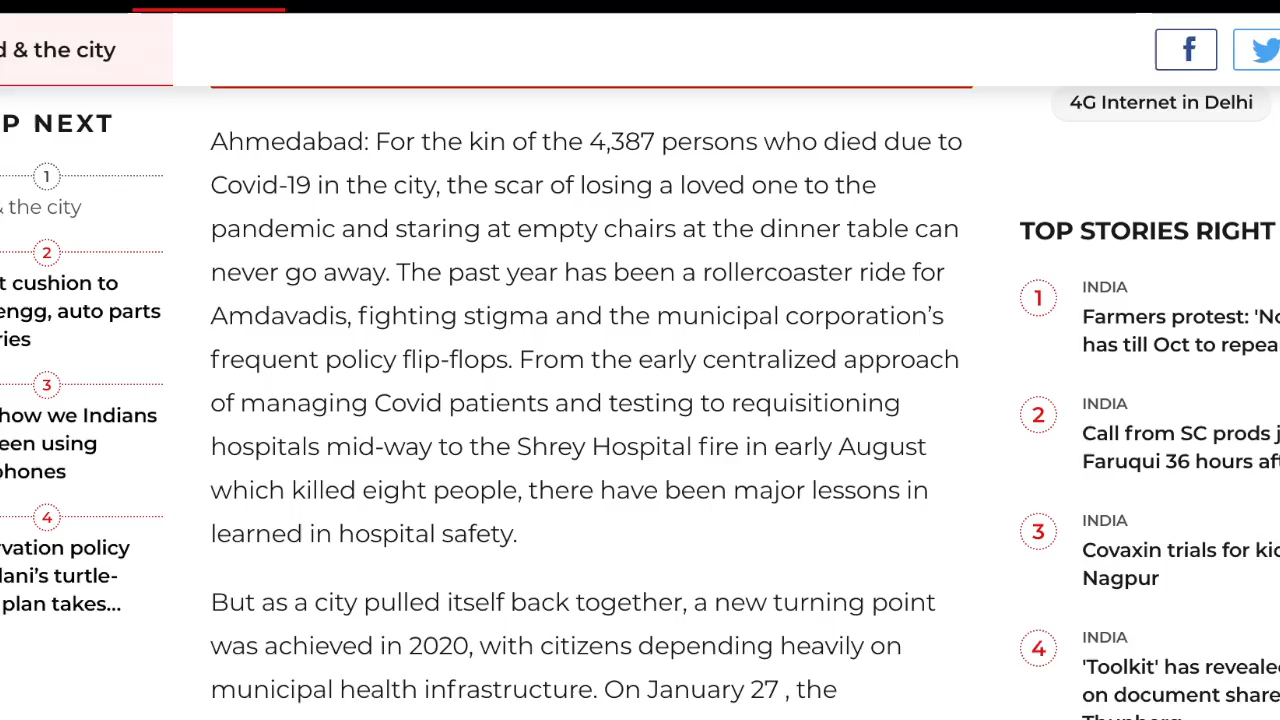 & the city
P NEXT
1
the city
2
t cushion to
engg, auto parts
ries
3
how we Indians
een using
phones
4
vation policy
lani's turtle-
plan takes...
Ahmedabad: For the kin of the 4,387 persons who died due to
Covid-19 in the city, the scar of losing a loved one to the
pandemic and staring at empty chairs at the dinner table can
never go away. The past year has been a rollercoaster ride for
Amdavadis, fighting stigma and the municipal corporation’s
frequent policy flip-flops. From the early centralized approach
of managing Covid patients and testing to requisitioning
hospitals mid-way to the Shrey Hospital fire in early August
which killed eight people, there have been major lessons in
learned in hospital safety.
But as a city pulled itself back together, a new turning point
was achieved in 2020, with citizens depending heavily on
municipal health infrastructure. On January 27 , the
4G Internet in Delhi
TOP STORIES RIGHT
1
INDIA
Farmers protest: 'No
has till Oct to repea
2
INDIA
Call from SC prods j
Faruqui 36 hours aft
3
INDIA
Covaxin trials for kid
Nagpur
4
INDIA
'Toolkit' has revealed
on document share